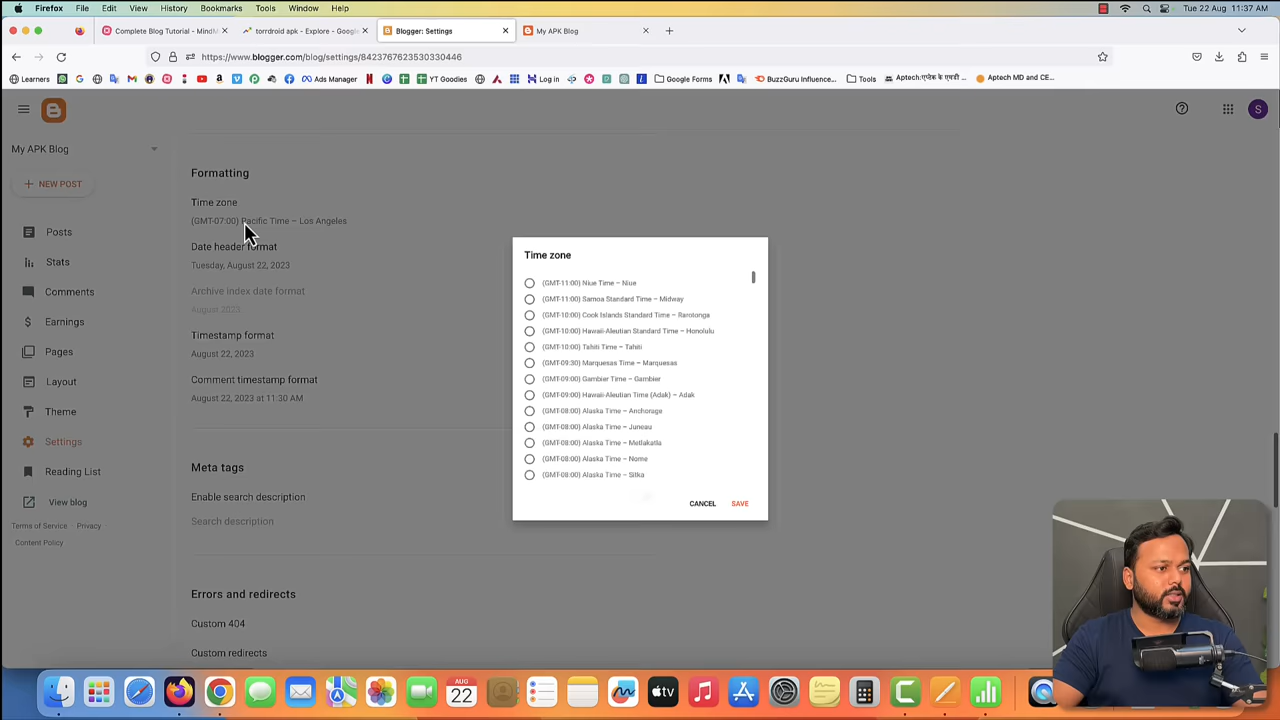 Firefox File Edit View History Bookmarks Tools Window Help Tue 22 Aug 11:37 AM
Complete Blog Tutorial - MindM torrdroid apk - Explore - Google Blogger: Settings My APK Blog
https://www.blogger.com/blog/settings/8423767623530330446
Learners Ads Manager YT Goodies Log in Google Forms BuzzGuru Influence... Tools Aptech:एप्टेक के एमडी ... Aptech MD and CE...
My APK Blog
NEW POST
Posts
Stats
Comments
Earnings
Pages
Layout
Theme
Settings
Reading List
View blog
Terms of Service Privacy
Content Policy
Formatting
Time zone
(GMT-07:00) Pacific Time – Los Angeles
Date header format
Tuesday, August 22, 2023
Archive index date format
August 2023
Timestamp format
August 22, 2023
Comment timestamp format
August 22, 2023 at 11:30 AM
Meta tags
Enable search description
Search description
Errors and redirects
Custom 404
Custom redirects
Time zone
(GMT-11:00) Niue Time – Niue
(GMT-11:00) Samoa Standard Time – Midway
(GMT-10:00) Cook Islands Standard Time – Rarotonga
(GMT-10:00) Hawaii-Aleutian Standard Time – Honolulu
(GMT-10:00) Tahiti Time – Tahiti
(GMT-09:30) Marquesas Time – Marquesas
(GMT-09:00) Gambier Time – Gambier
(GMT-09:00) Hawaii-Aleutian Time (Adak) – Adak
(GMT-08:00) Alaska Time – Anchorage
(GMT-08:00) Alaska Time – Juneau
(GMT-08:00) Alaska Time – Metlakatla
(GMT-08:00) Alaska Time – Nome
(GMT-08:00) Alaska Time – Sitka
CANCEL SAVE
S
AUG
22
tv